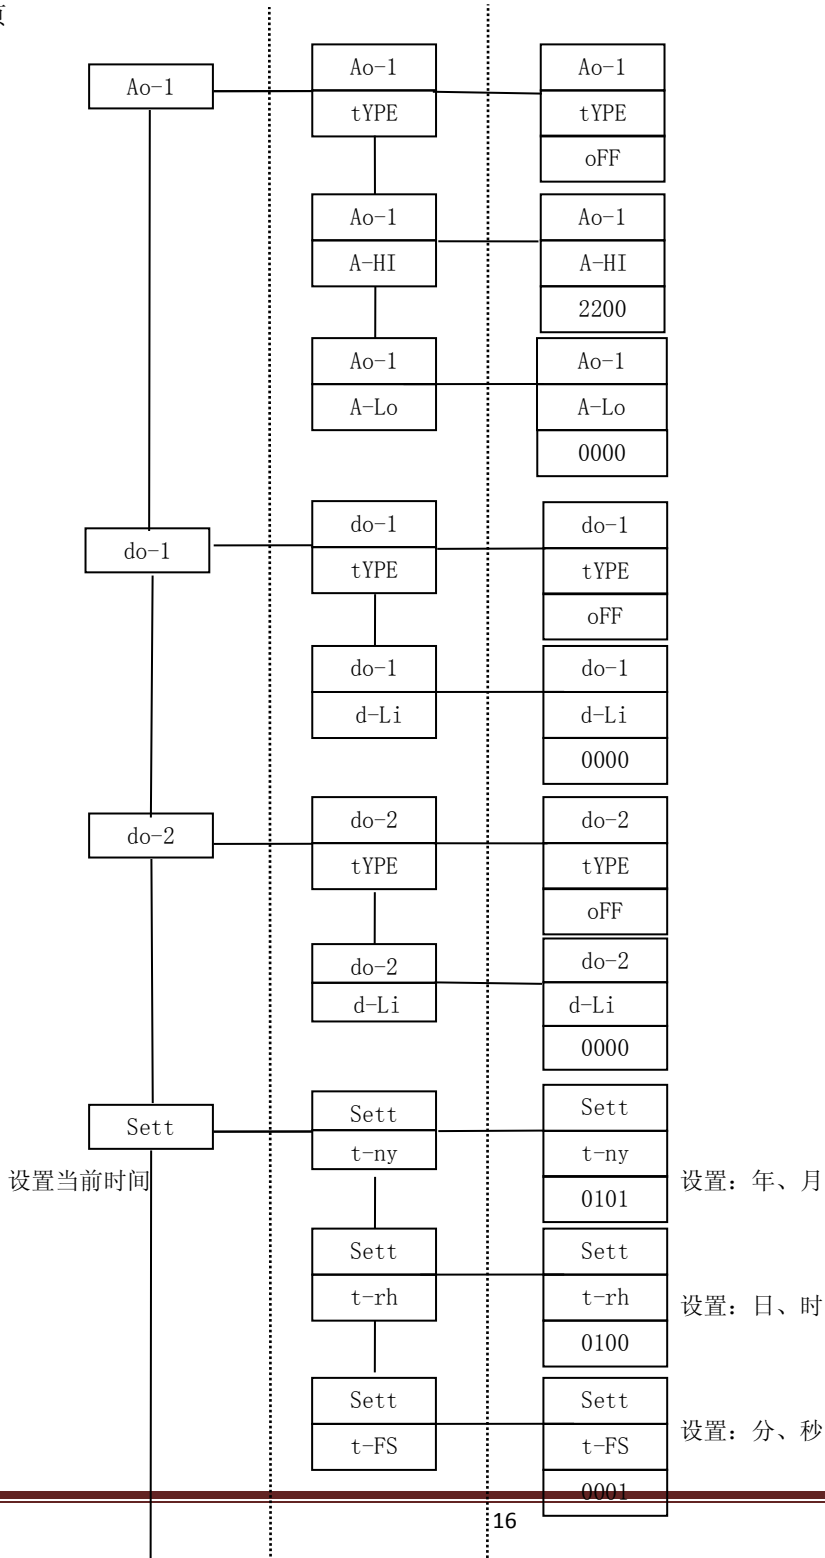 Ao-1
tYPE
Ao-1
tYPE
oFF
Ao-1
Ao-1
A-HI
Ao-1
A-HI
2200
Ao-1
A-Lo
Ao-1
A-Lo
0000
do-1
do-1
tYPE
do-1
tYPE
oFF
do-1
d-Li
do-1
d-Li
0000
do-2
do-2
tYPE
do-2
tYPE
oFF
do-2
d-Li
do-2
d-Li
0000
Sett
设置当前时间
Sett
t-ny
Sett
t-ny
0101
设置: 年、月
Sett
t-rh
Sett
t-rh
0100
设置: 日、时
Sett
t-FS
Sett
t-FS
0001
设置: 分、秒
16